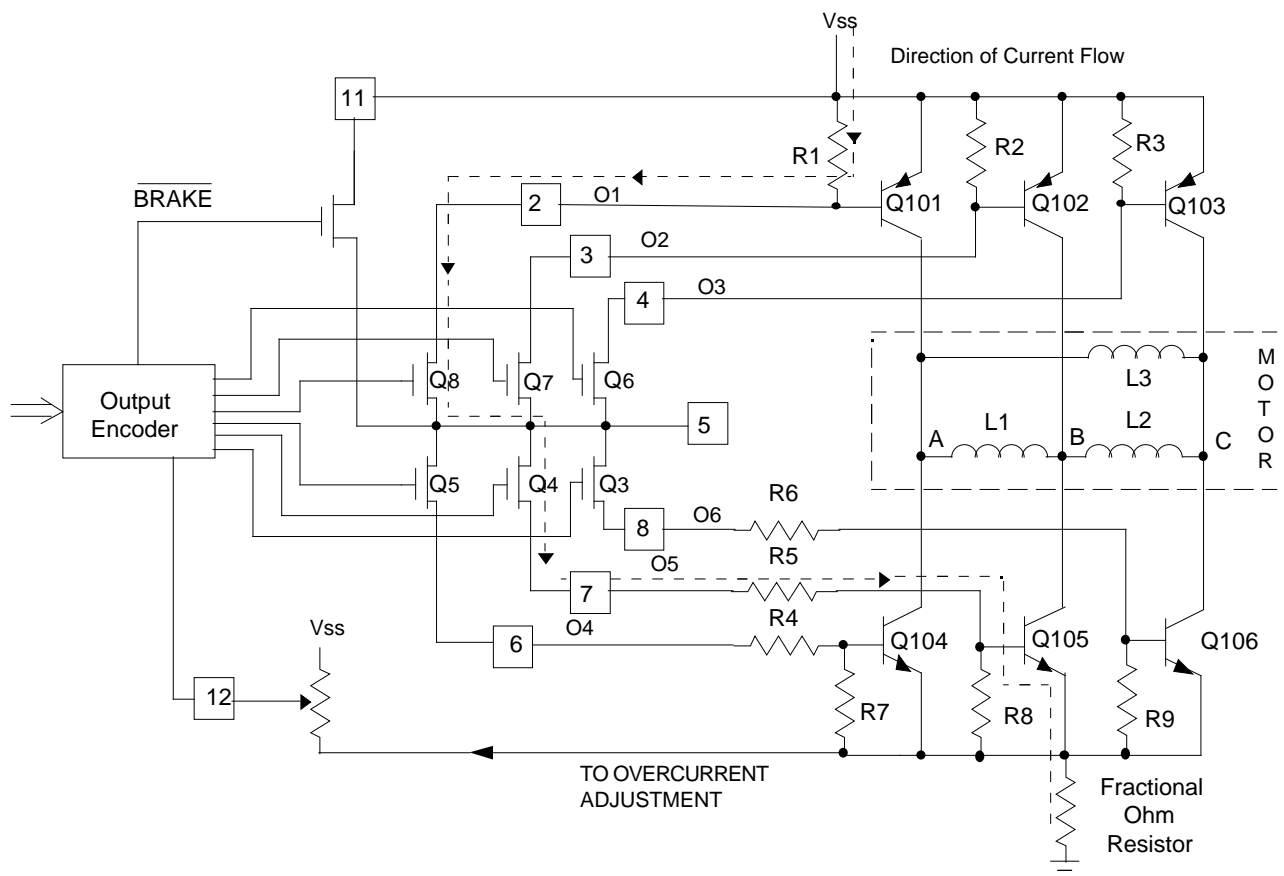 Vss
Direction of Current Flow
11
R1
R2
R3
BRAKE
2
O1
Q101
Q102
Q103
3
O2
4
O3
Output
Encoder
Q8
Q7
Q6
5
L3
MOTOR
A
L1
B
L2
C
Q5
Q4
Q3
8
O6
R6
O5
7
R5
O4
6
R4
Q104
Q105
Q106
Vss
12
R7
R8
R9
TO OVERCURRENT
ADJUSTMENT
Fractional
Ohm
Resistor